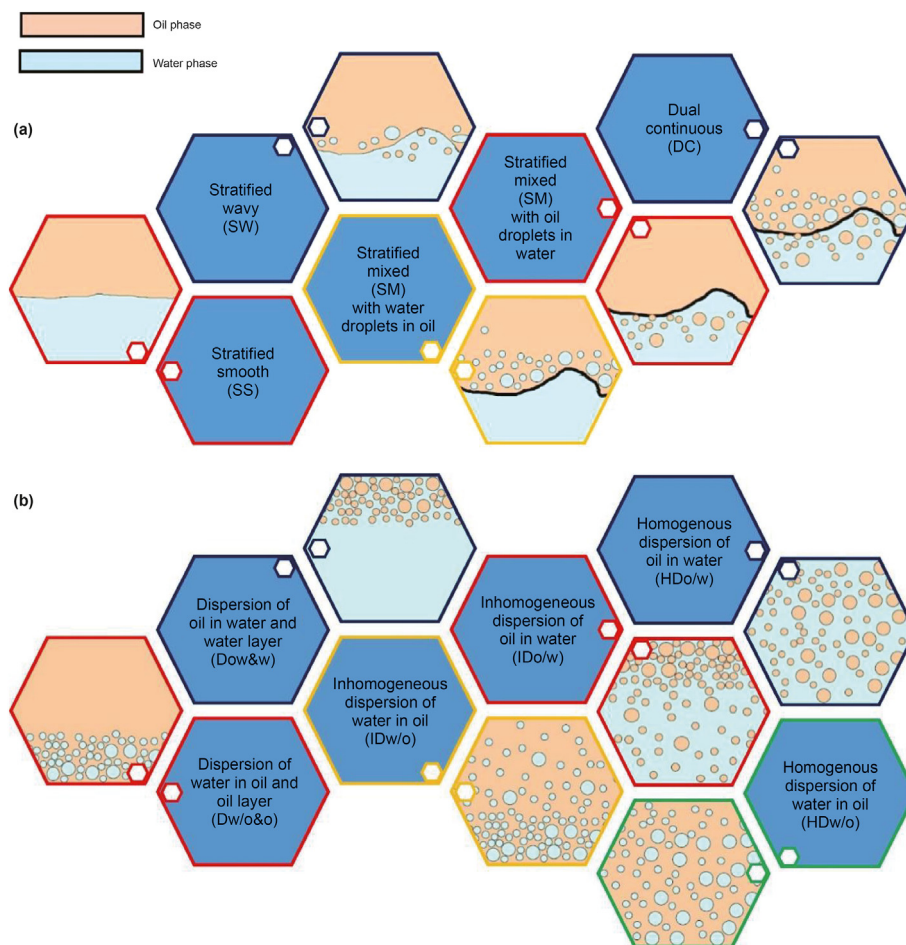 Oil phase
Water phase
(a)
Stratified
wavy
(SW)
Stratified
smooth
(SS)
Stratified
mixed
(SM)
with water
droplets in oil
Stratified
mixed
(SM)
with oil
droplets in
water
Dual
continuous
(DC)
(b)
Dispersion of
oil in water and
water layer
(Dow&w)
Dispersion of
water in oil and
oil layer
(Dw/o&o)
Inhomogeneous
dispersion of
water in oil
(IDw/o)
Inhomogeneous
dispersion of
oil in water
(IDo/w)
Homogenous
dispersion of
oil in water
(HDo/w)
Homogenous
dispersion of
water in oil
(HDw/o)